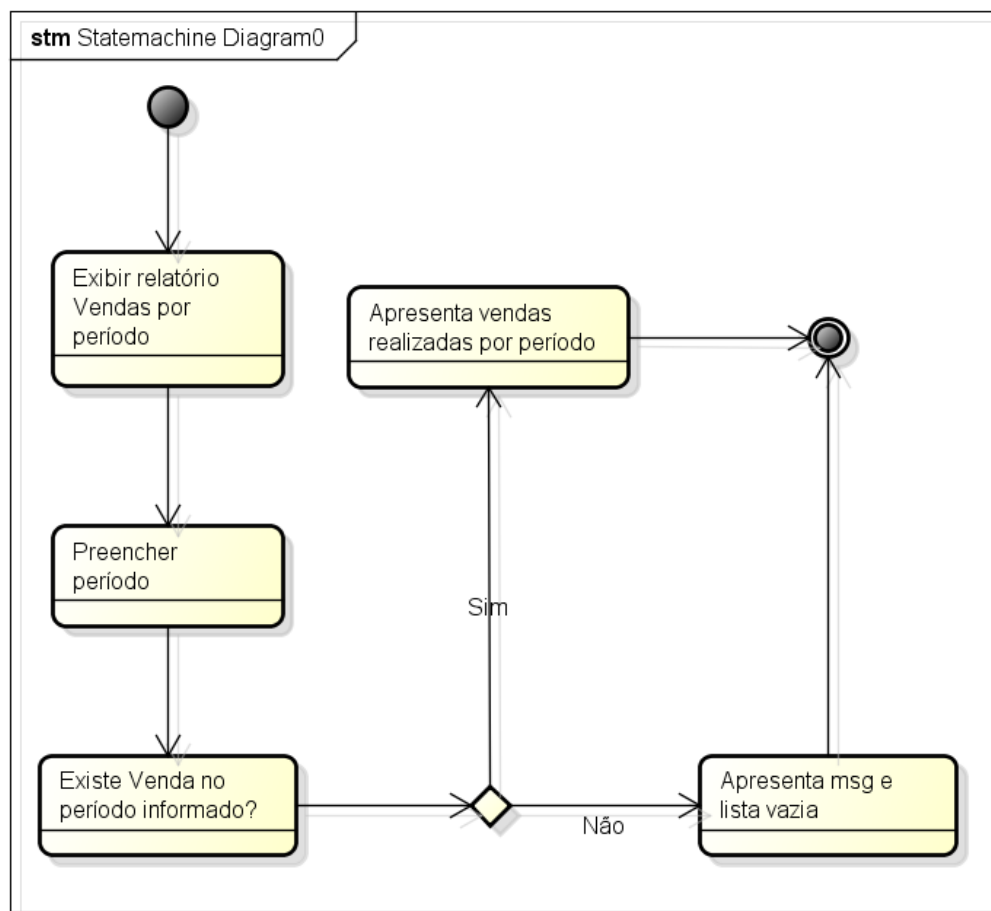 stm Statemachine Diagram0
Exibir relatório
Vendas por
período
Apresenta vendas
realizadas por período
Preencher
período
Sim
Existe Venda no
período informado?
Não
Apresenta msg e
lista vazia